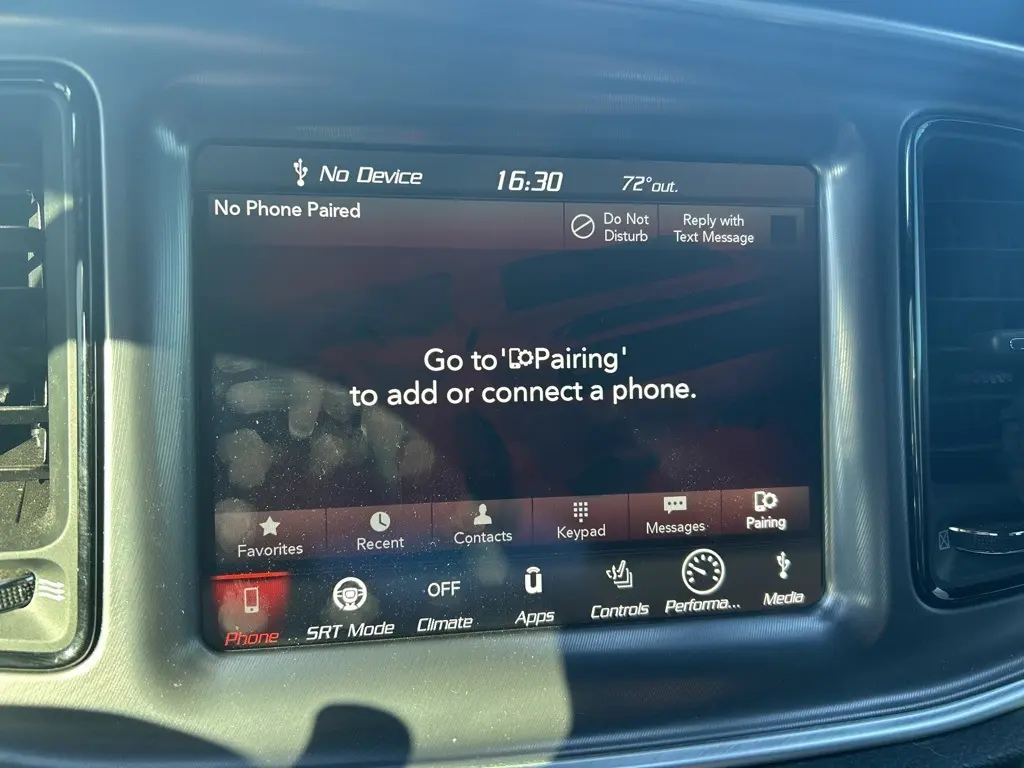 No Device 16:30 72°out.
No Phone Paired
Do Not
Disturb
Reply with
Text Message
Go to 'Pairing'
to add or connect a phone.
Favorites Recent Contacts Keypad Messages Pairing
OFF
Phone SRT Mode Climate Apps Controls Performa... Media